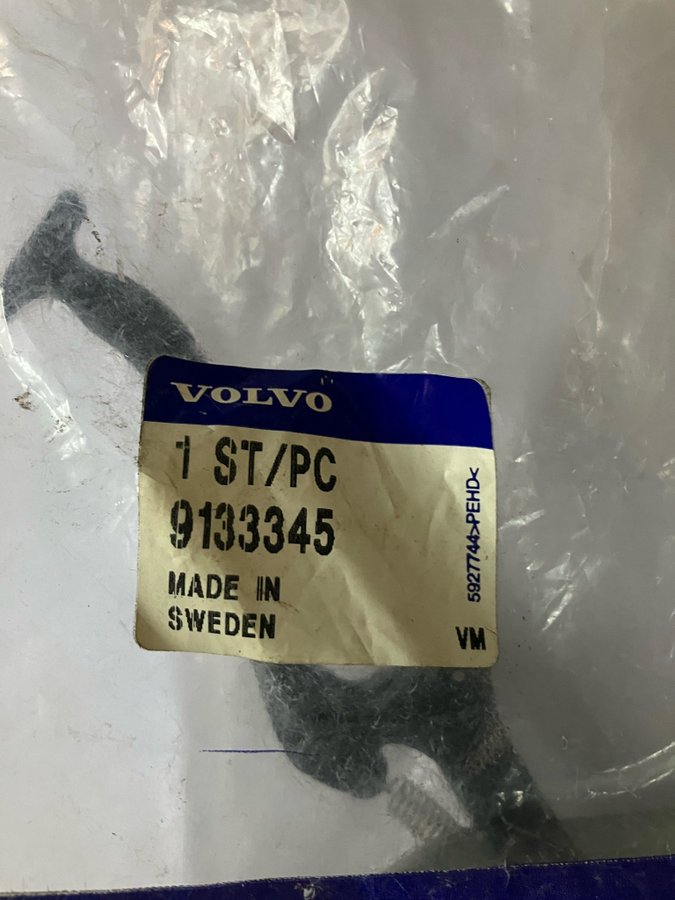 VOLVO
1 ST/PC
9133345
MADE IN
SWEDEN
VM
5927744>PEHD<